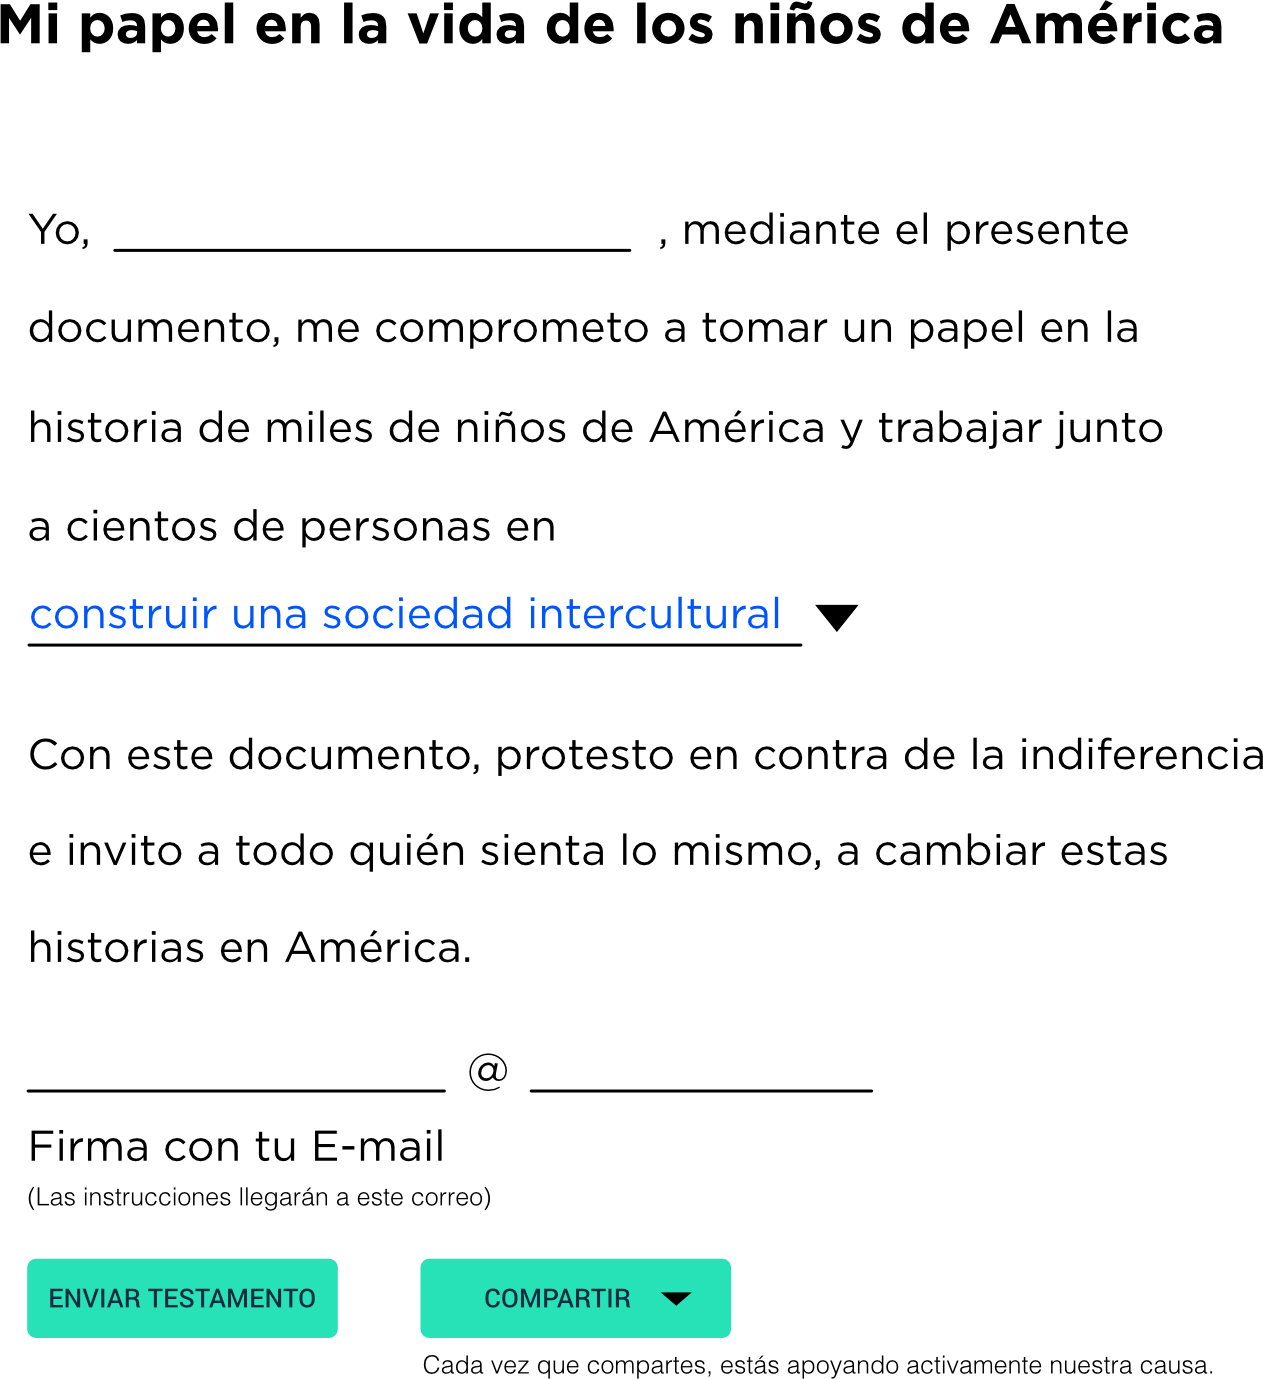 Mi papel en la vida de los niños de América
Yo, ____________________ , mediante el presente
documento, me comprometo a tomar un papel en la
historia de miles de niños de América y trabajar junto
a cientos de personas en
construir una sociedad intercultural
Con este documento, protesto en contra de la indiferencia
e invito a todo quién sienta lo mismo, a cambiar estas
historias en América.
________________ @ _____________
Firma con tu E-mail
(Las instrucciones llegarán a este correo)
ENVIAR TESTAMENTO COMPARTIR
Cada vez que compartes, estás apoyando activamente nuestra causa.